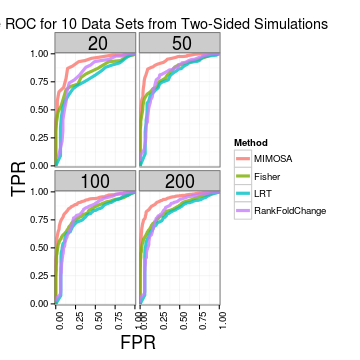 ROC for 10 Data Sets from Two-Sided Simulations
20 50
1.00
0.75
0.50
0.25
0.00
100 200
1.00
0.75
0.50
0.25
0.00
0.00 0.25 0.50 0.75 1.00 0.00 0.25 0.50 0.75 1.00
TPR
FPR
Method
MIMOSA
Fisher
LRT
RankFoldChange